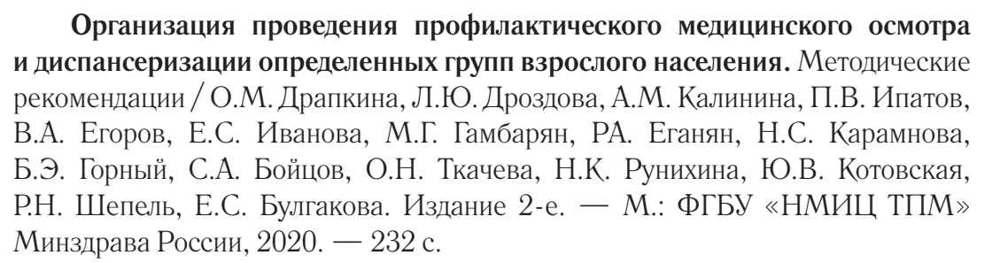 Организация проведения профилактического медицинского осмотра
и диспансеризации определенных групп взрослого населения. Методические
рекомендации / О.М. Драпкина, Л.Ю. Дроздова, А.М. Калинина, П.В. Ипатов,
В.А. Егоров, Е.С. Иванова, М.Г. Гамбарян, Р.А. Еганян, Н.С. Карамнова,
Б.Э. Горный, С.А. Бойцов, О.Н. Ткачева, Н.К. Рунихина, Ю.В. Котовская,
Р.Н. Шепель, Е.С. Булгакова. Издание 2-е. — М.: ФГБУ «НМИЦ ТПМ»
Минздрава России, 2020. — 232 с.